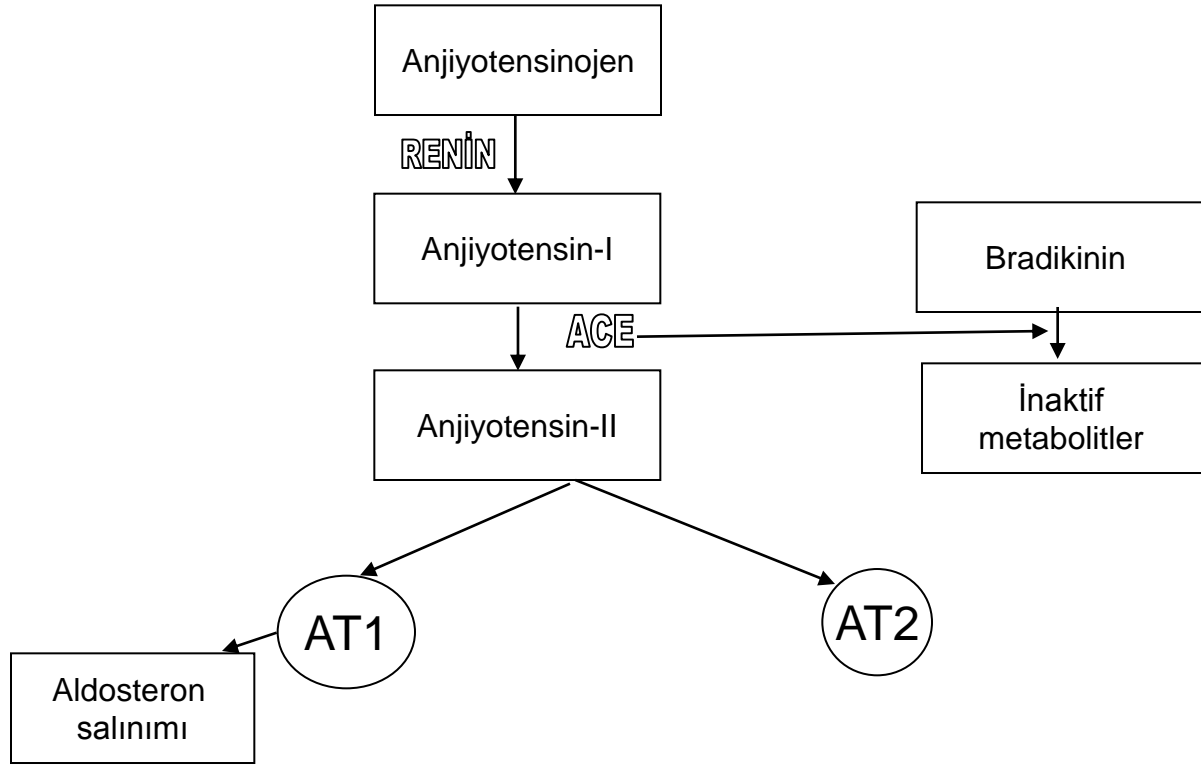 Anjiyotensinojen
RENİN
Anjiyotensin-I
Bradikinin
ACE
Anjiyotensin-II
İnaktif
metabolitler
AT1
AT2
Aldosteron
salınımı